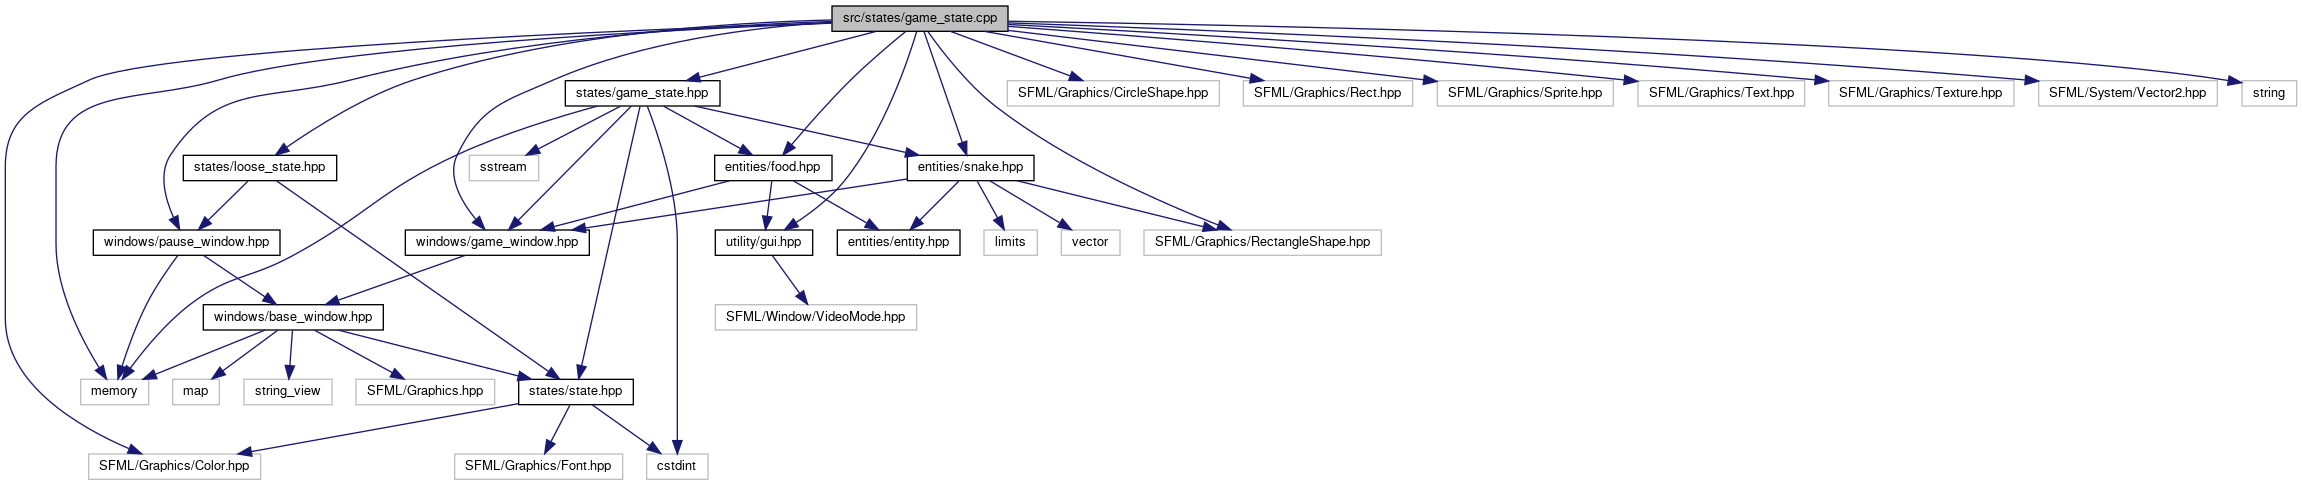 src/states/game_state.cpp
states/game_state.hpp
SFML/Graphics/CircleShape.hpp
SFML/Graphics/Rect.hpp
SFML/Graphics/Sprite.hpp
SFML/Graphics/Text.hpp
SFML/Graphics/Texture.hpp
SFML/System/Vector2.hpp
string
states/loose_state.hpp
sstream
entities/food.hpp
entities/snake.hpp
windows/pause_window.hpp
windows/game_window.hpp
utility/gui.hpp
entities/entity.hpp
limits
vector
SFML/Graphics/RectangleShape.hpp
windows/base_window.hpp
SFML/Window/VideoMode.hpp
memory
map
string_view
SFML/Graphics.hpp
states/state.hpp
SFML/Graphics/Color.hpp
SFML/Graphics/Font.hpp
cstdint